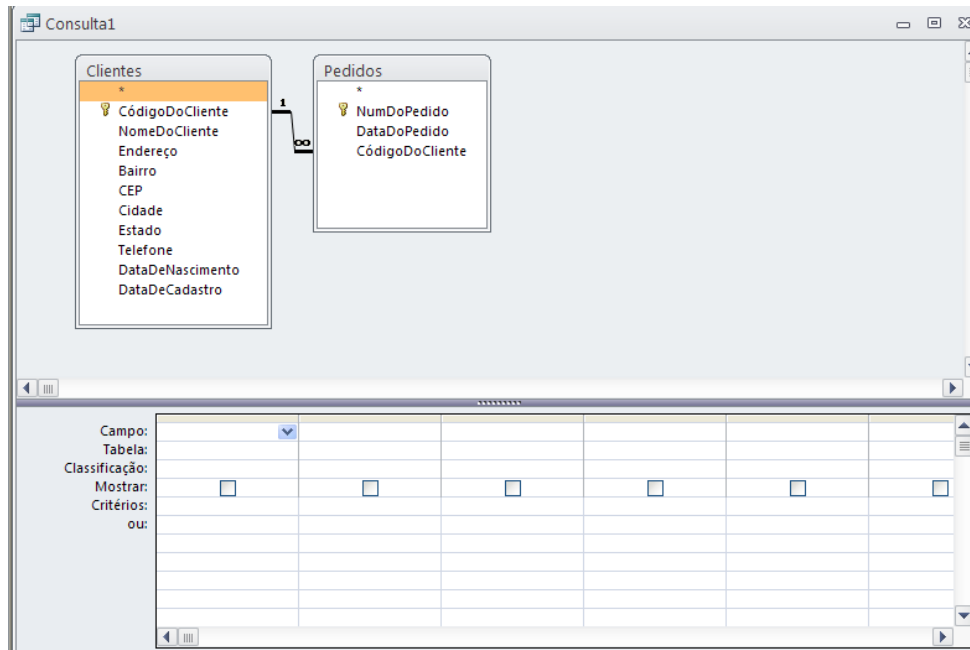 Consulta1
Clientes
*
CódigoDoCliente
NomeDoCliente
Endereço
Bairro
CEP
Cidade
Estado
Telefone
DataDeNascimento
DataDeCadastro
1
∞
Pedidos
*
NumDoPedido
DataDoPedido
CódigoDoCliente
Campo:
Tabela:
Classificação:
Mostrar:
Critérios:
ou: